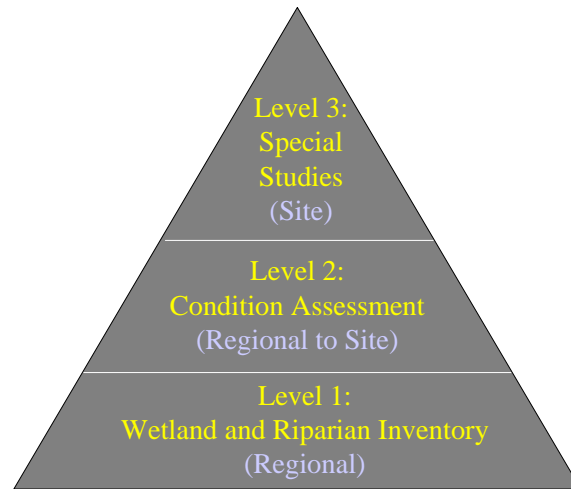 Level 3:
Special
Studies
(Site)
Level 2:
Condition Assessment
(Regional to Site)
Level 1:
Wetland and Riparian Inventory
(Regional)